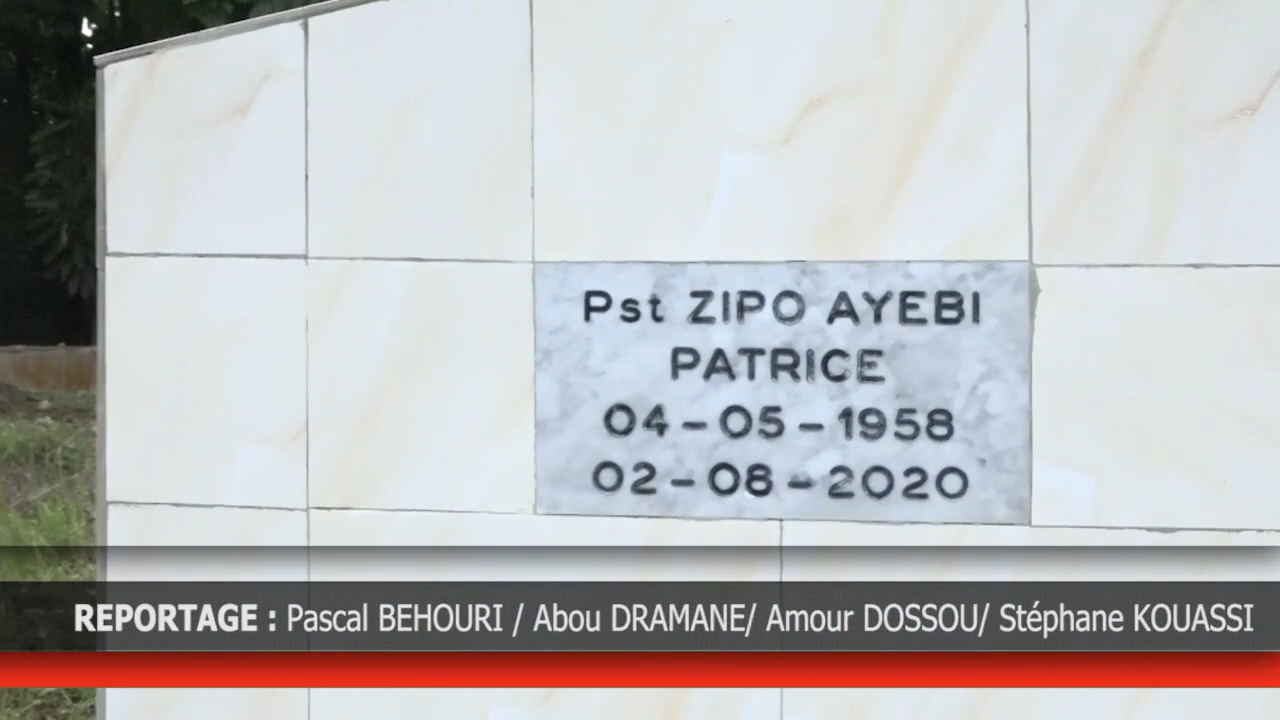 Pst ZIPO AYEBI
PATRICE
04-05-1958
02-08-2020
REPORTAGE : Pascal BEHOURI / Abou DRAMANE/ Amour DOSSOU/ Stéphane KOUASSI